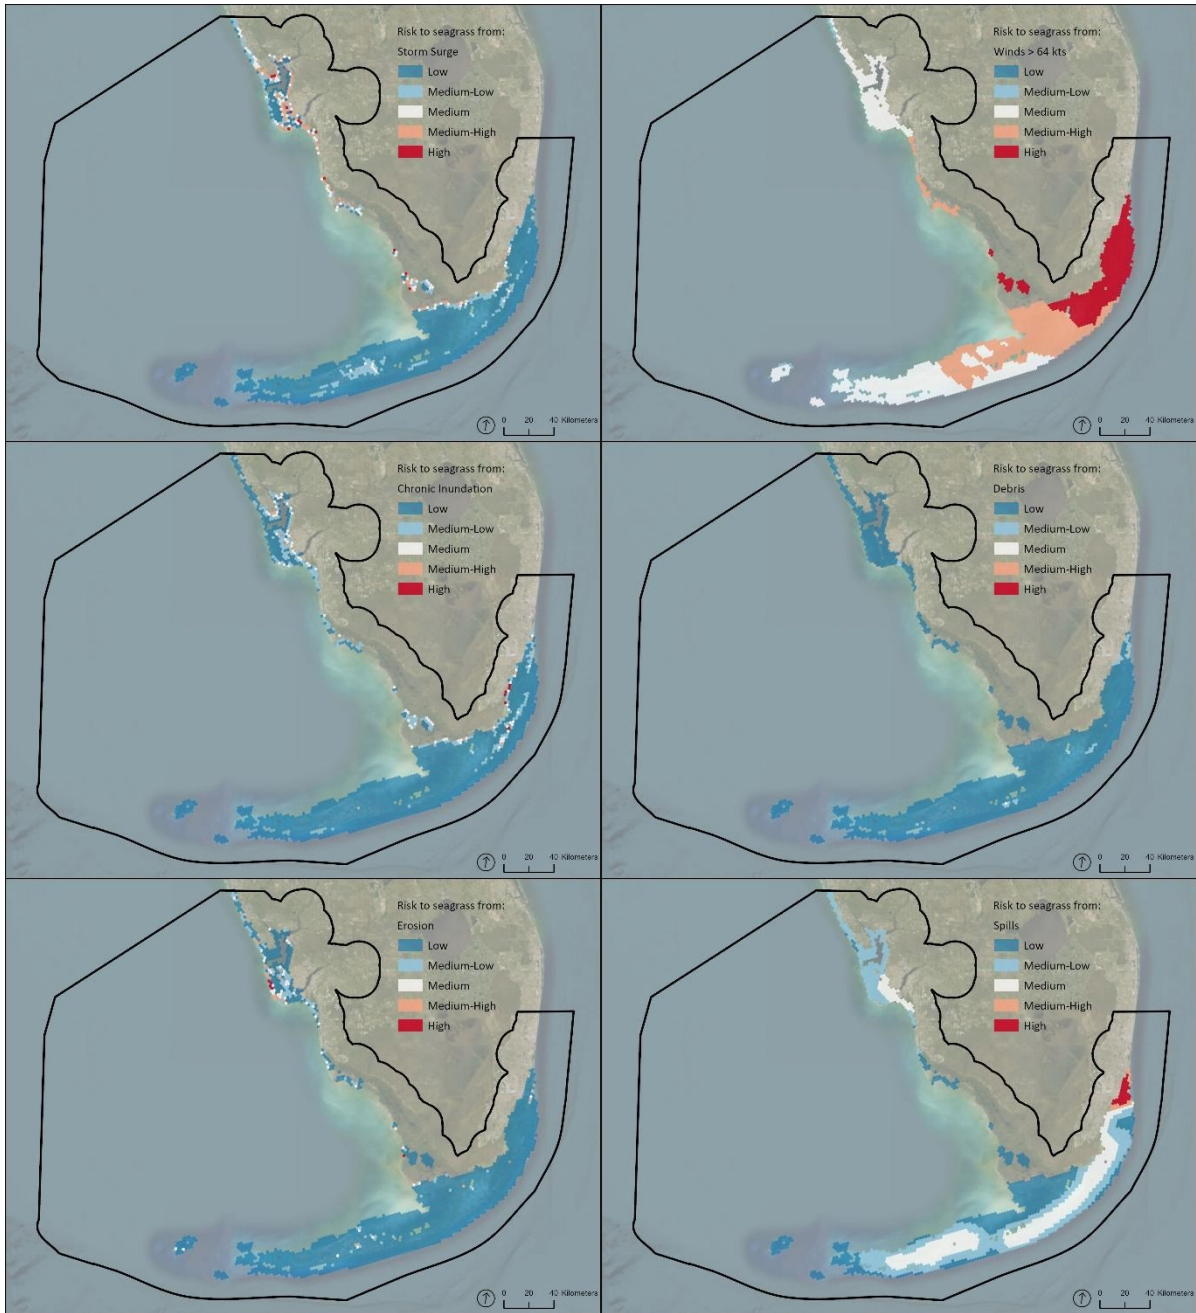 Risk to seagrass from:
Storm Surge
Low
Medium-Low
Medium
Medium-High
High
0 20 40 Kilometers
Risk to seagrass from:
Winds > 64 kts
Low
Medium-Low
Medium
Medium-High
High
0 20 40 Kilometers
Risk to seagrass from:
Chronic Inundation
Low
Medium-Low
Medium
Medium-High
High
0 20 40 Kilometers
Risk to seagrass from:
Debris
Low
Medium-Low
Medium
Medium-High
High
0 20 40 Kilometers
Risk to seagrass from:
Erosion
Low
Medium-Low
Medium
Medium-High
High
0 20 40 Kilometers
Risk to seagrass from:
Spills
Low
Medium-Low
Medium
Medium-High
High
0 20 40 Kilometers